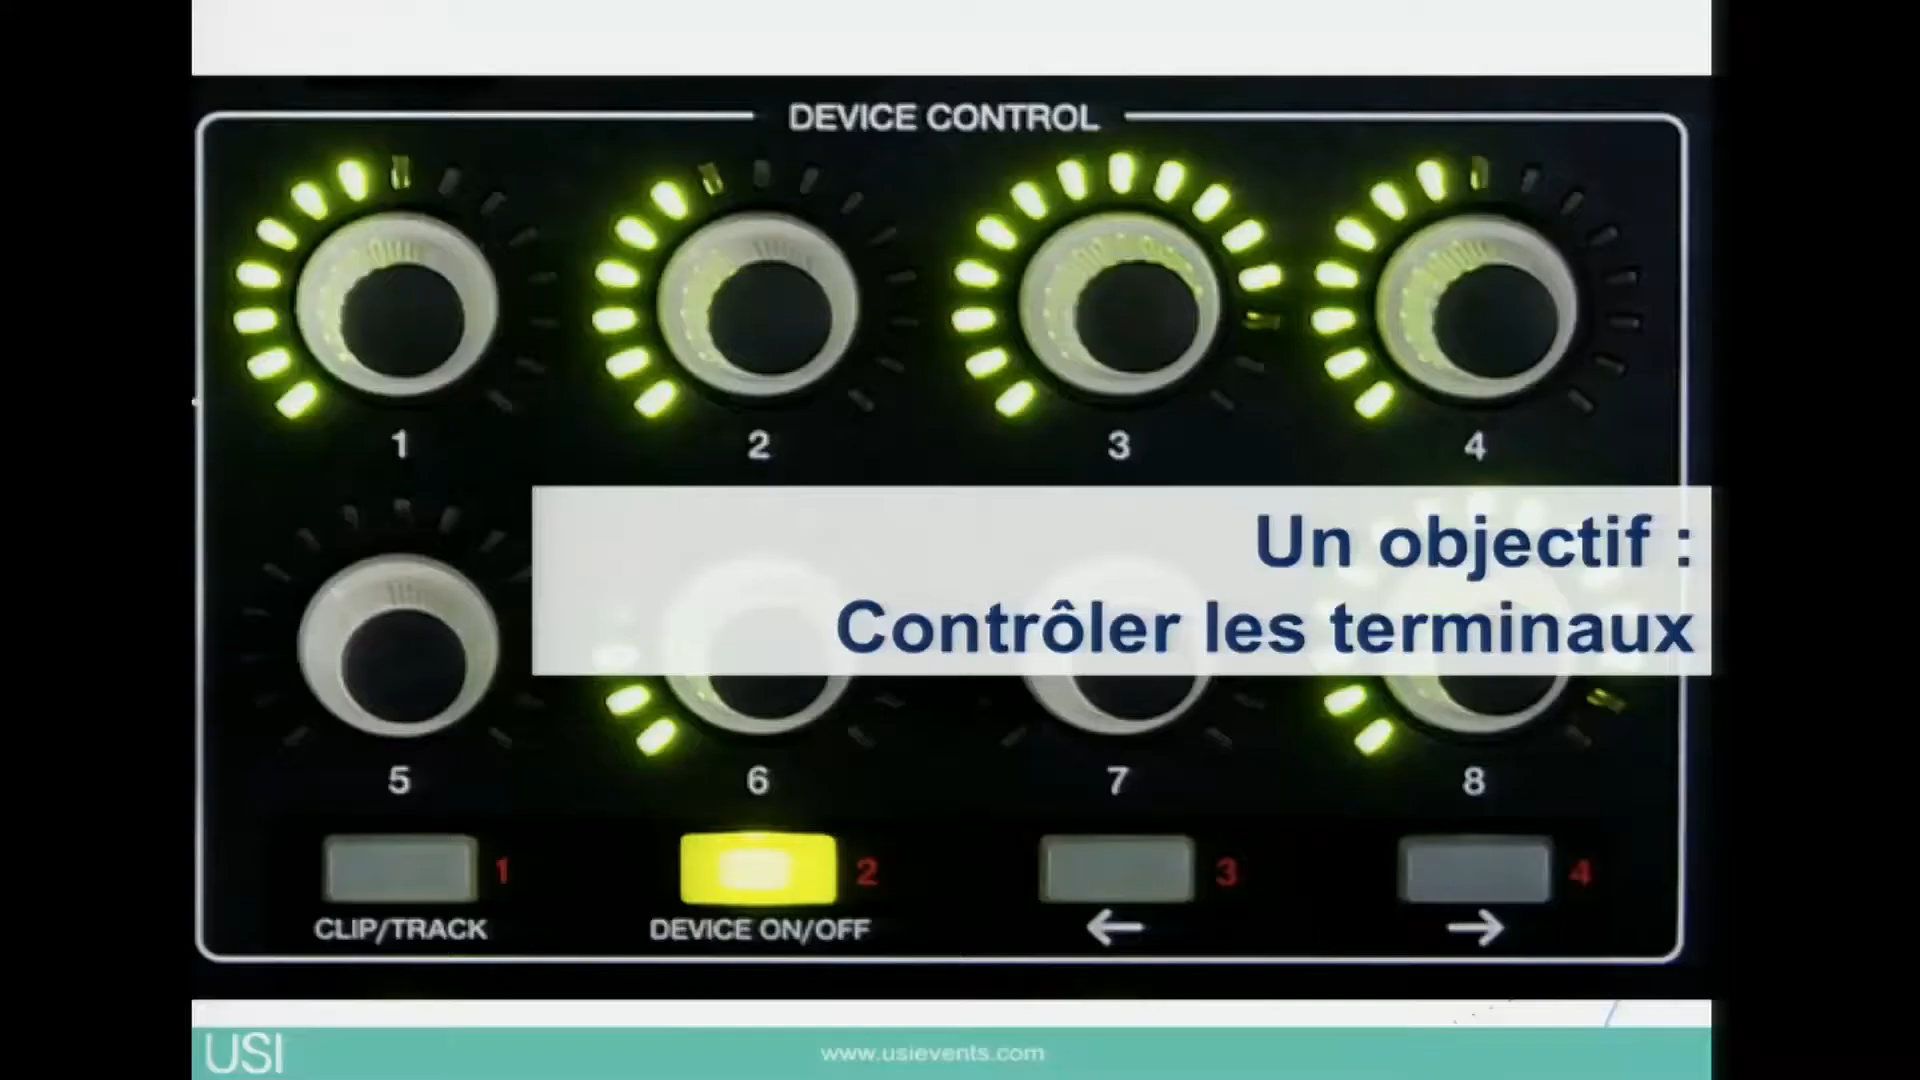 DEVICE CONTROL
1 2 3 4
Un objectif :
Contrôler les terminaux
5 6 7 8
1 2 3 4
CLIP/TRACK DEVICE ON/OFF ← →
USI www.usievents.com